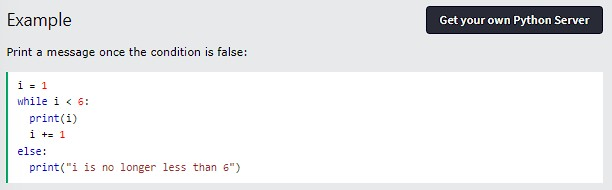 Example
Get your own Python Server
Print a message once the condition is false:
i = 1
while i < 6:
  print(i)
  i += 1
else:
  print("i is no longer less than 6")